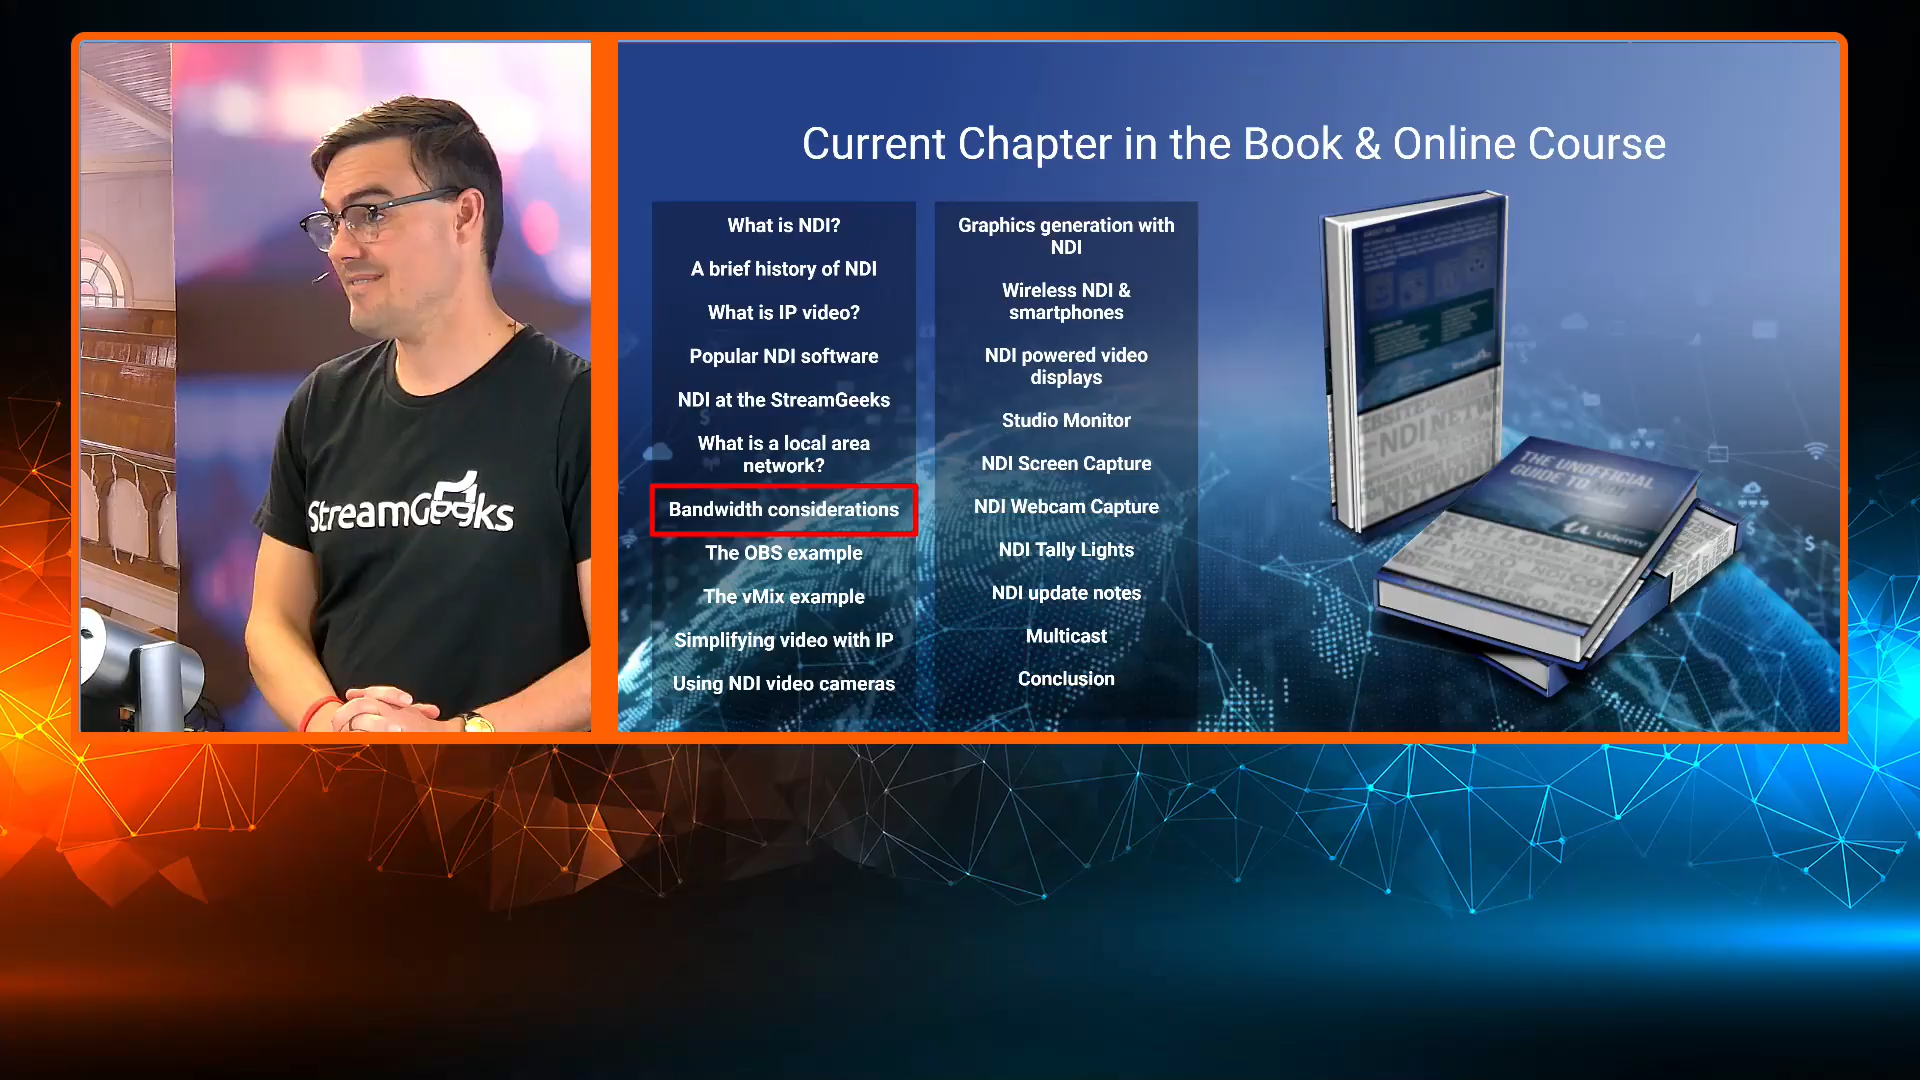 StreamGeeks
Current Chapter in the Book & Online Course
What is NDI?
A brief history of NDI
What is IP video?
Popular NDI software
NDI at the StreamGeeks
What is a local area
network?
Bandwidth considerations
The OBS example
The vMix example
Simplifying video with IP
Using NDI video cameras
Graphics generation with
NDI
Wireless NDI &
smartphones
NDI powered video
displays
Studio Monitor
NDI Screen Capture
NDI Webcam Capture
NDI Tally Lights
NDI update notes
Multicast
Conclusion
THE UNOFFICIAL
GUIDE TO NDI
Udemy